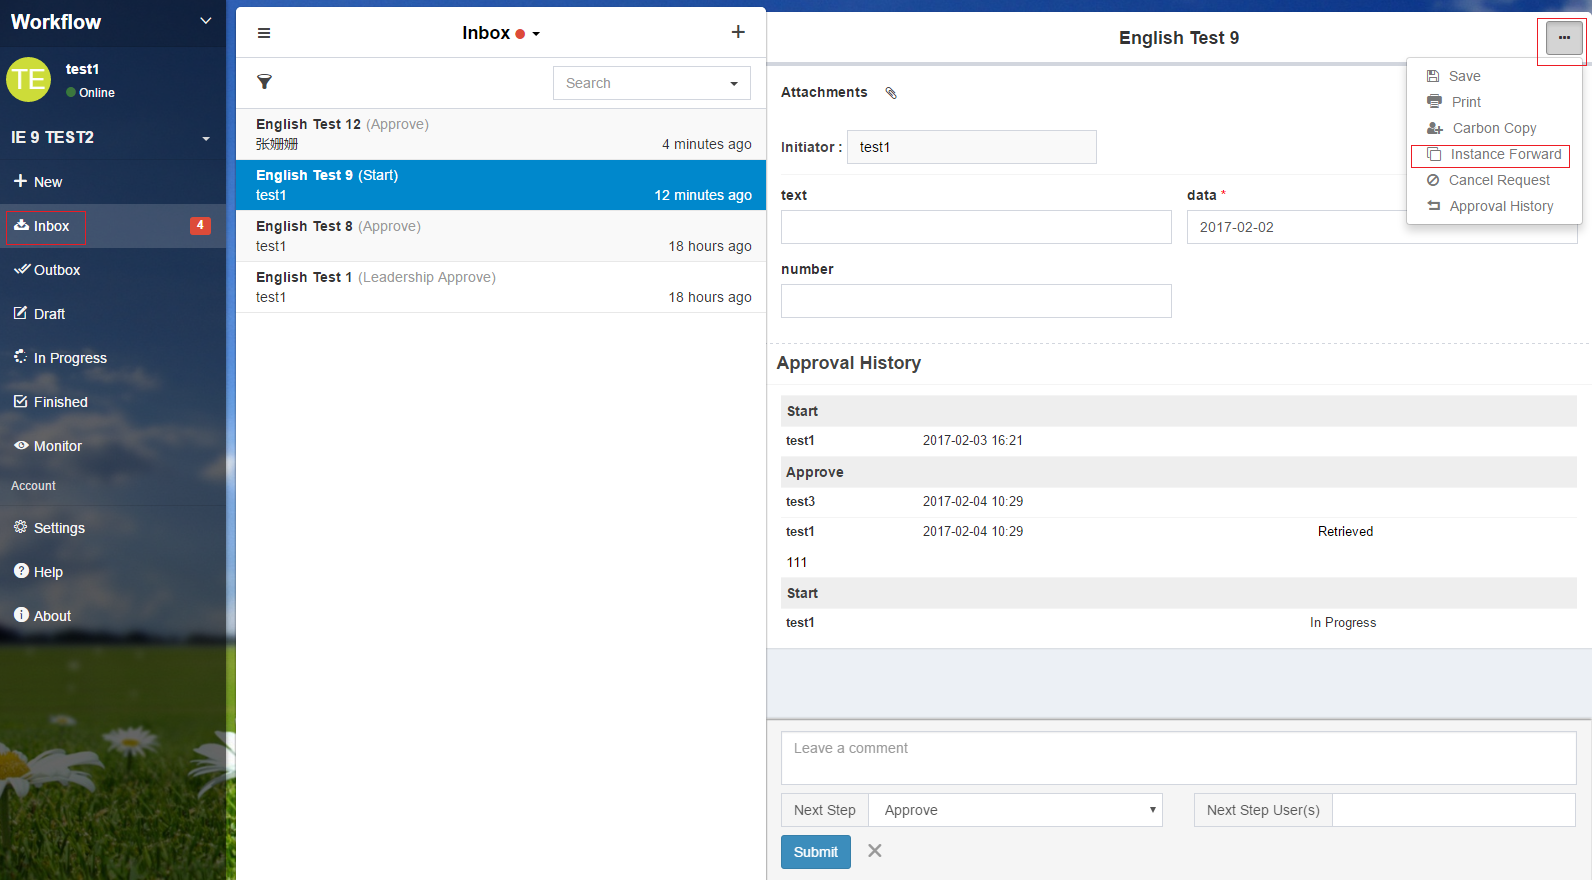 Workflow
TE
test1
Online
IE 9 TEST2
New
Inbox
4
Outbox
Draft
In Progress
Finished
Monitor
Account
Settings
Help
About
Inbox
Search
English Test 12 (Approve)
张姗姗 4 minutes ago
English Test 9 (Start)
test1 12 minutes ago
English Test 8 (Approve)
test1 18 hours ago
English Test 1 (Leadership Approve)
test1 18 hours ago
English Test 9
Save
Print
Carbon Copy
Instance Forward
Cancel Request
Approval History
Attachments
Initiator : test1
text
data *
2017-02-02
number
Approval History
Start
test1 2017-02-03 16:21
Approve
test3 2017-02-04 10:29
test1 2017-02-04 10:29 Retrieved
111
Start
test1 In Progress
Leave a comment
Next Step Approve
Next Step User(s)
Submit